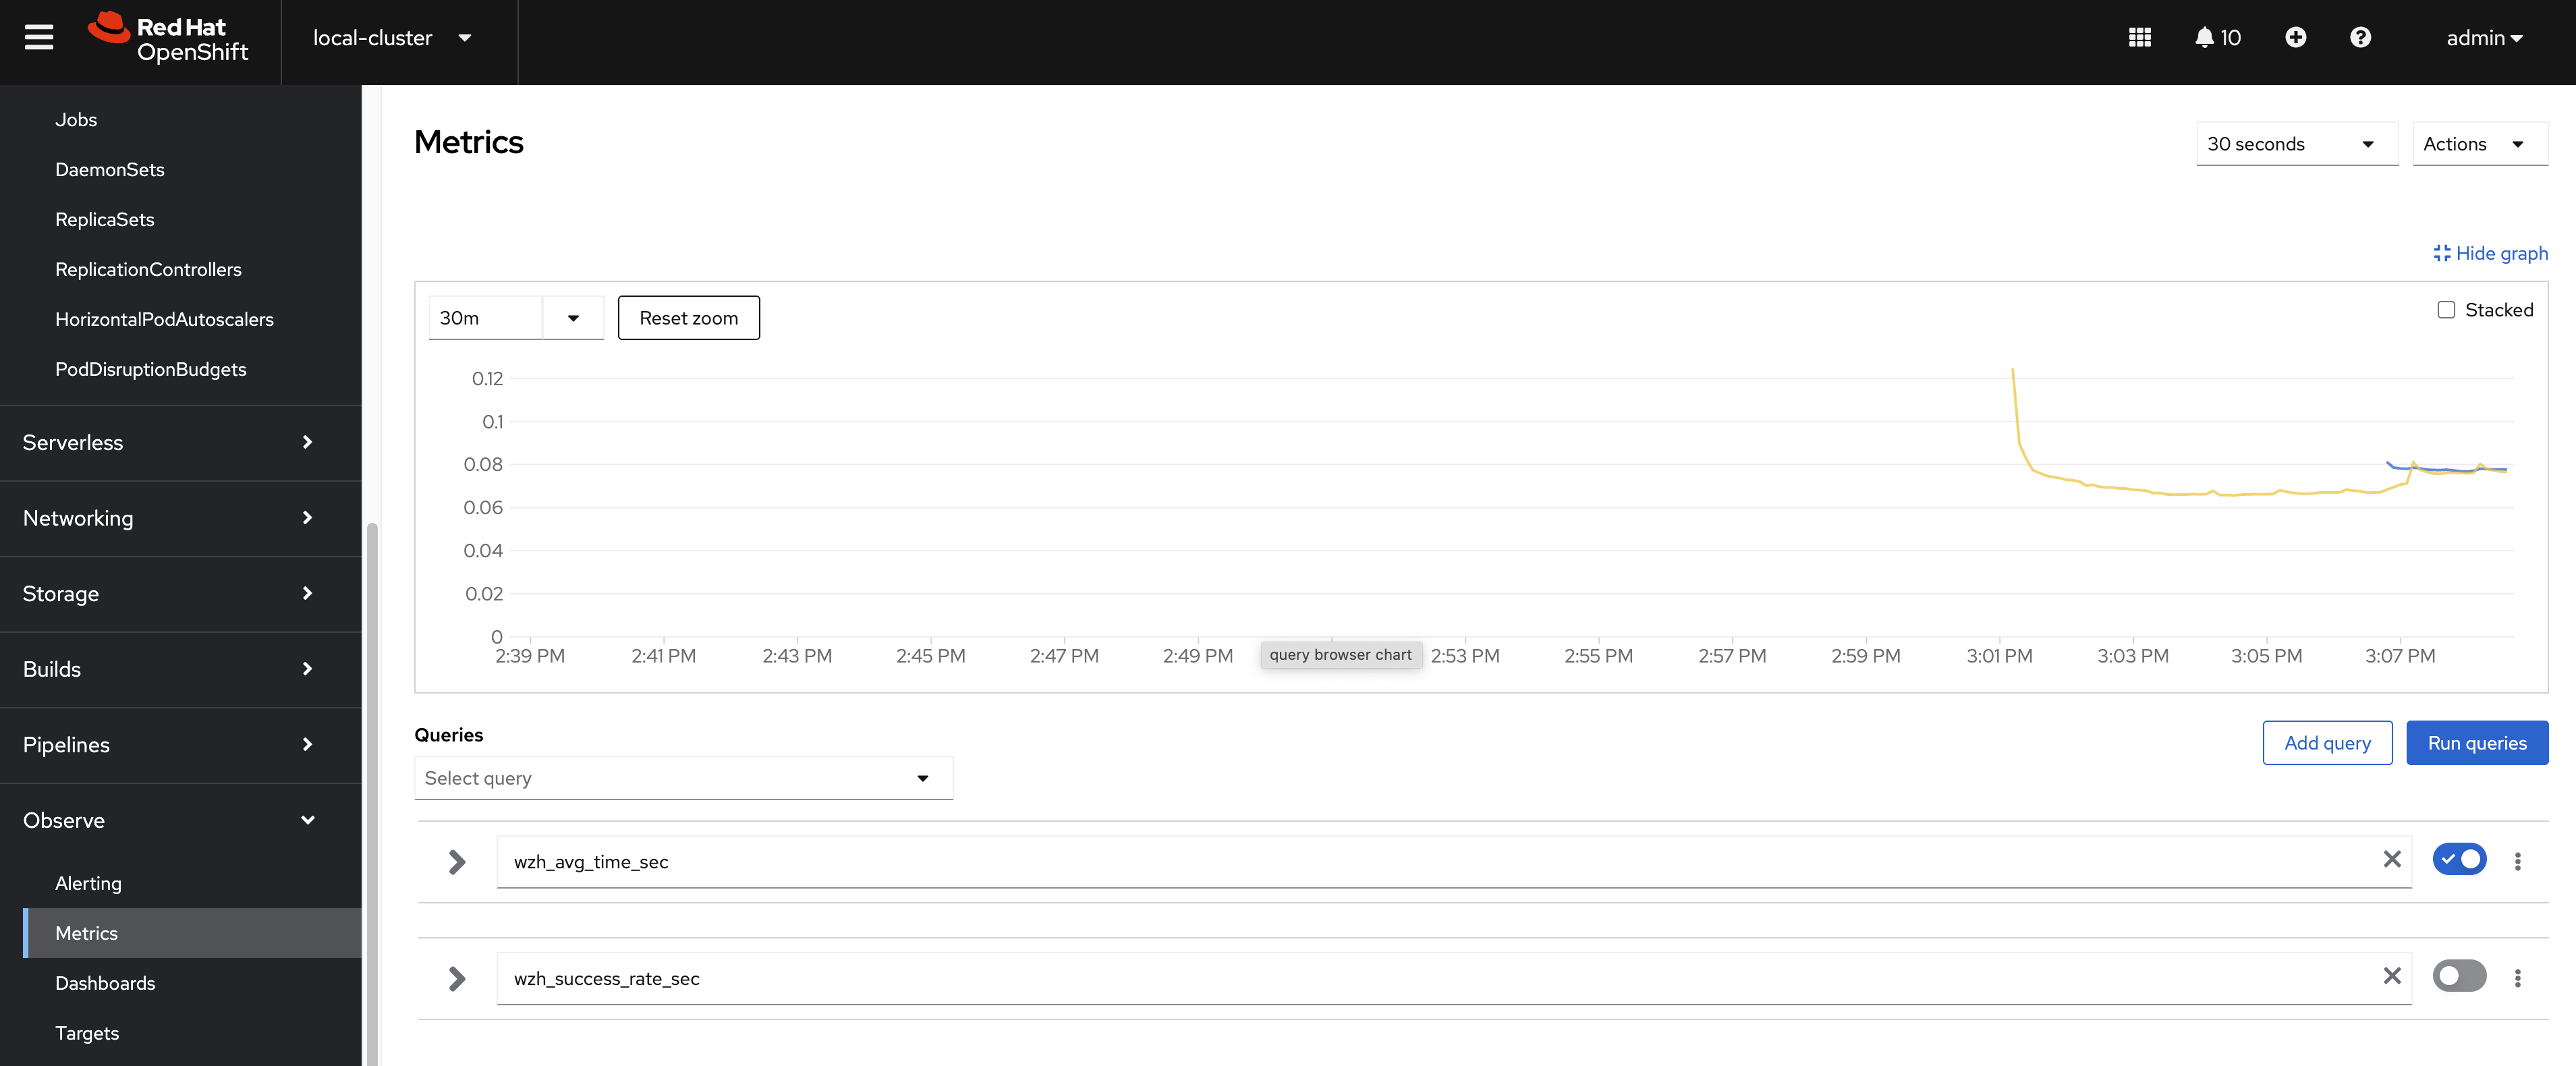 Red Hat
OpenShift
local-cluster
10
admin
Jobs
DaemonSets
ReplicaSets
ReplicationControllers
HorizontalPodAutoscalers
PodDisruptionBudgets
Serverless
Networking
Storage
Builds
Pipelines
Observe
Alerting
Metrics
Dashboards
Targets
Metrics
30 seconds
Actions
Hide graph
30m
Reset zoom
Stacked
0.12
0.1
0.08
0.06
0.04
0.02
0
2:39 PM 2:41 PM 2:43 PM 2:45 PM 2:47 PM 2:49 PM query browser chart 2:53 PM 2:55 PM 2:57 PM 2:59 PM 3:01 PM 3:03 PM 3:05 PM 3:07 PM
Queries
Select query
Add query
Run queries
wzh_avg_time_sec
wzh_success_rate_sec